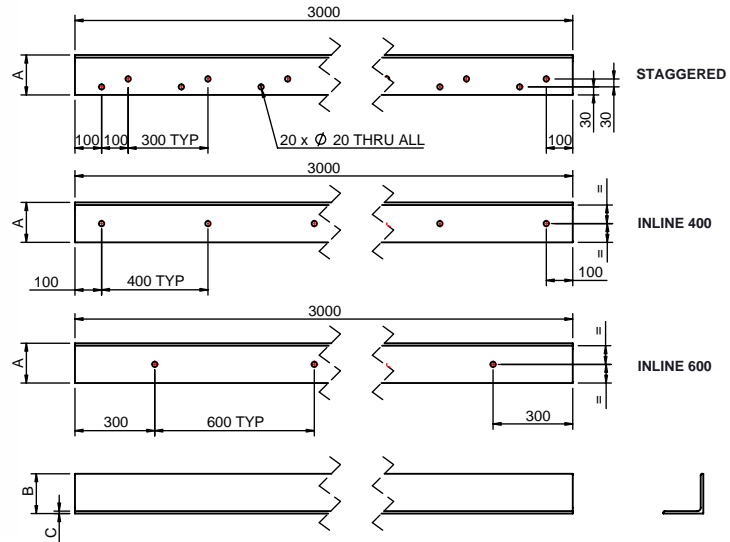 3000
A
STAGGERED
100
100
300 TYP
20 x Ø 20 THRU ALL
100
30
30
3000
A
=
=
INLINE 400
100
400 TYP
100
3000
A
=
=
INLINE 600
300
600 TYP
300
B
C